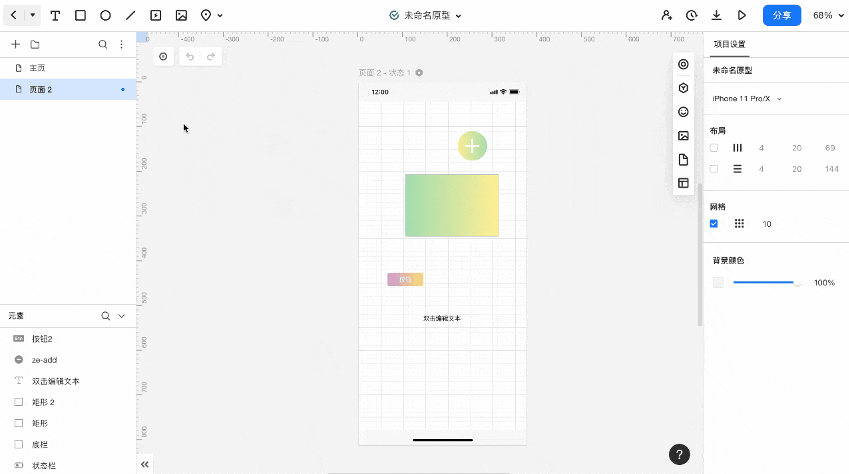 未命名原型
分享
68%
主页
页面 2
元素
按钮2
ze-add
双击编辑文本
矩形 2
矩形
底栏
状态栏
-400
-300
-200
-100
0
100
200
300
400
500
600
700
0
100
200
300
400
500
600
700
800
页面 2 - 状态 1
12:00
按钮
双击编辑文本
?
项目设置
未命名原型
iPhone 11 Pro/X
布局
4 20 69
4 20 144
网格
10
背景颜色
100%